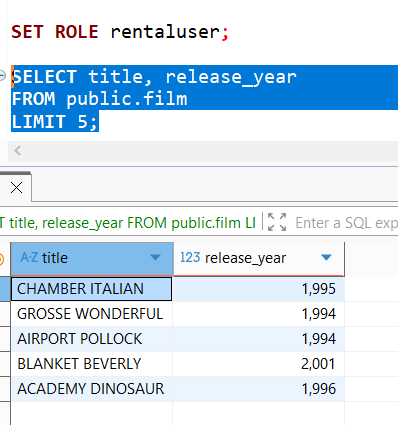 SET ROLE rentaluser;
SELECT title, release_year
FROM public.film
LIMIT 5;
T title, release_year FROM public.film LI
Enter a SQL exp
A-Z title
123 release_year
CHAMBER ITALIAN 1,995
GROSSE WONDERFUL 1,994
AIRPORT POLLOCK 1,994
BLANKET BEVERLY 2,001
ACADEMY DINOSAUR 1,996